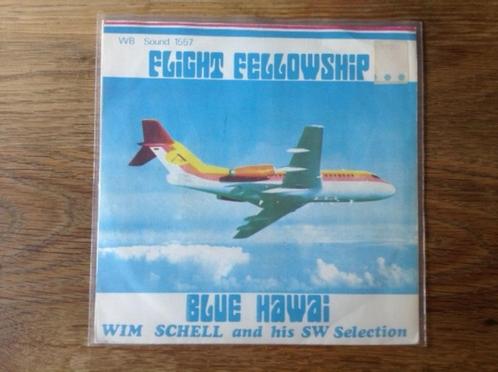 WB Sound 1557
FLiGHT FELLOWSHiP...
BLUE HAWAi
WIM SCHELL and his SW Selection